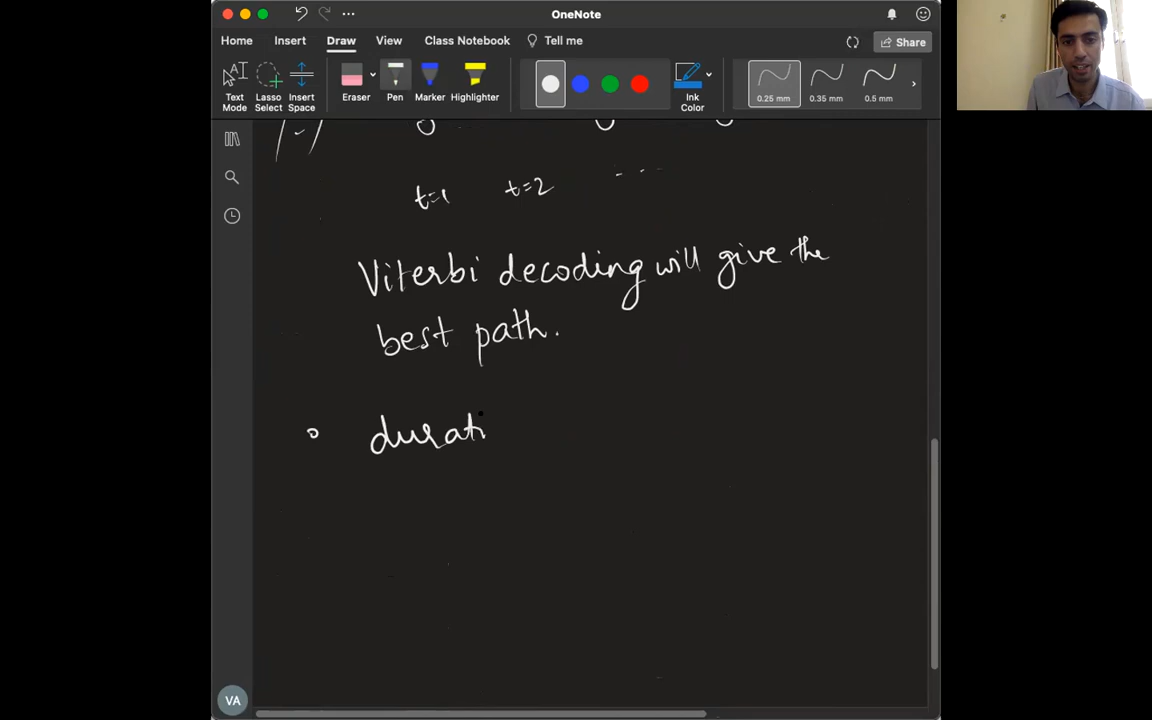 OneNote
Home Insert Draw View Class Notebook Tell me Share
Text Mode
Lasso Select
Insert Space
Eraser
Pen
Marker
Highlighter
Ink Color
0.25 mm
0.35 mm
0.5 mm
t=1 t=2 ...
Viterbi decoding will give the
best path.
durati
VA